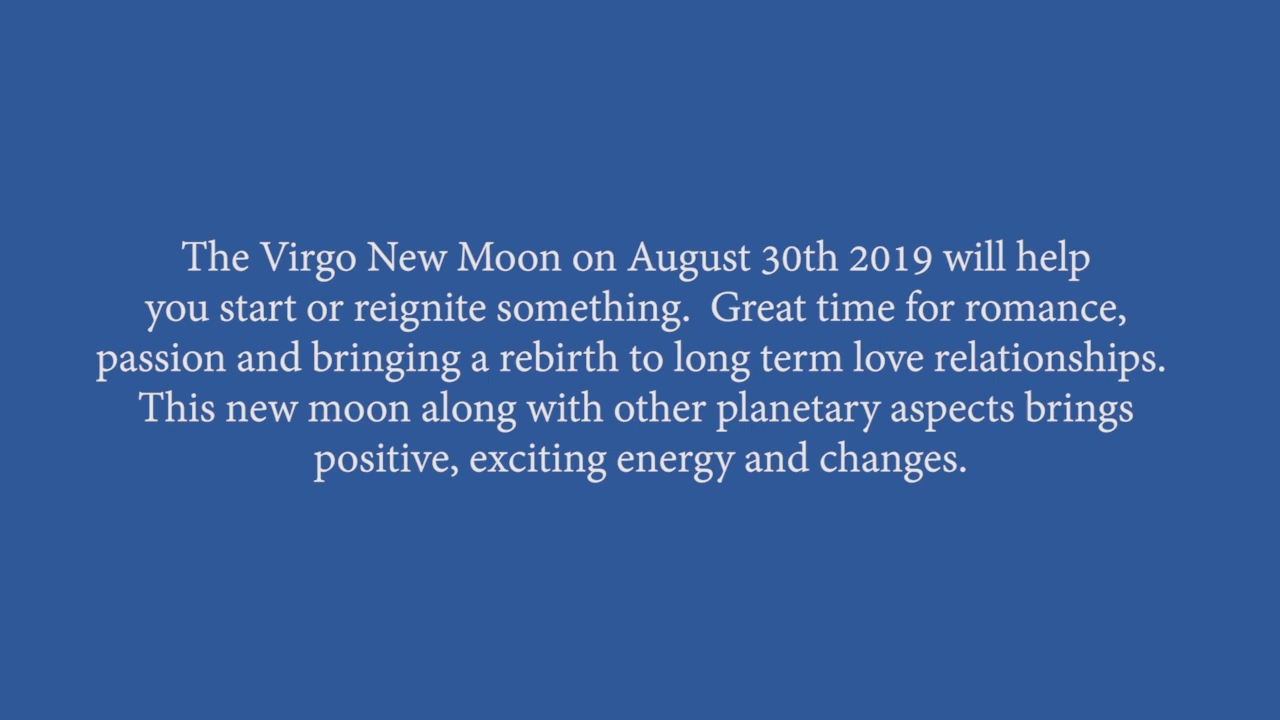 The Virgo New Moon on August 30th 2019 will help
you start or reignite something.  Great time for romance,
passion and bringing a rebirth to long term love relationships.
This new moon along with other planetary aspects brings
positive, exciting energy and changes.